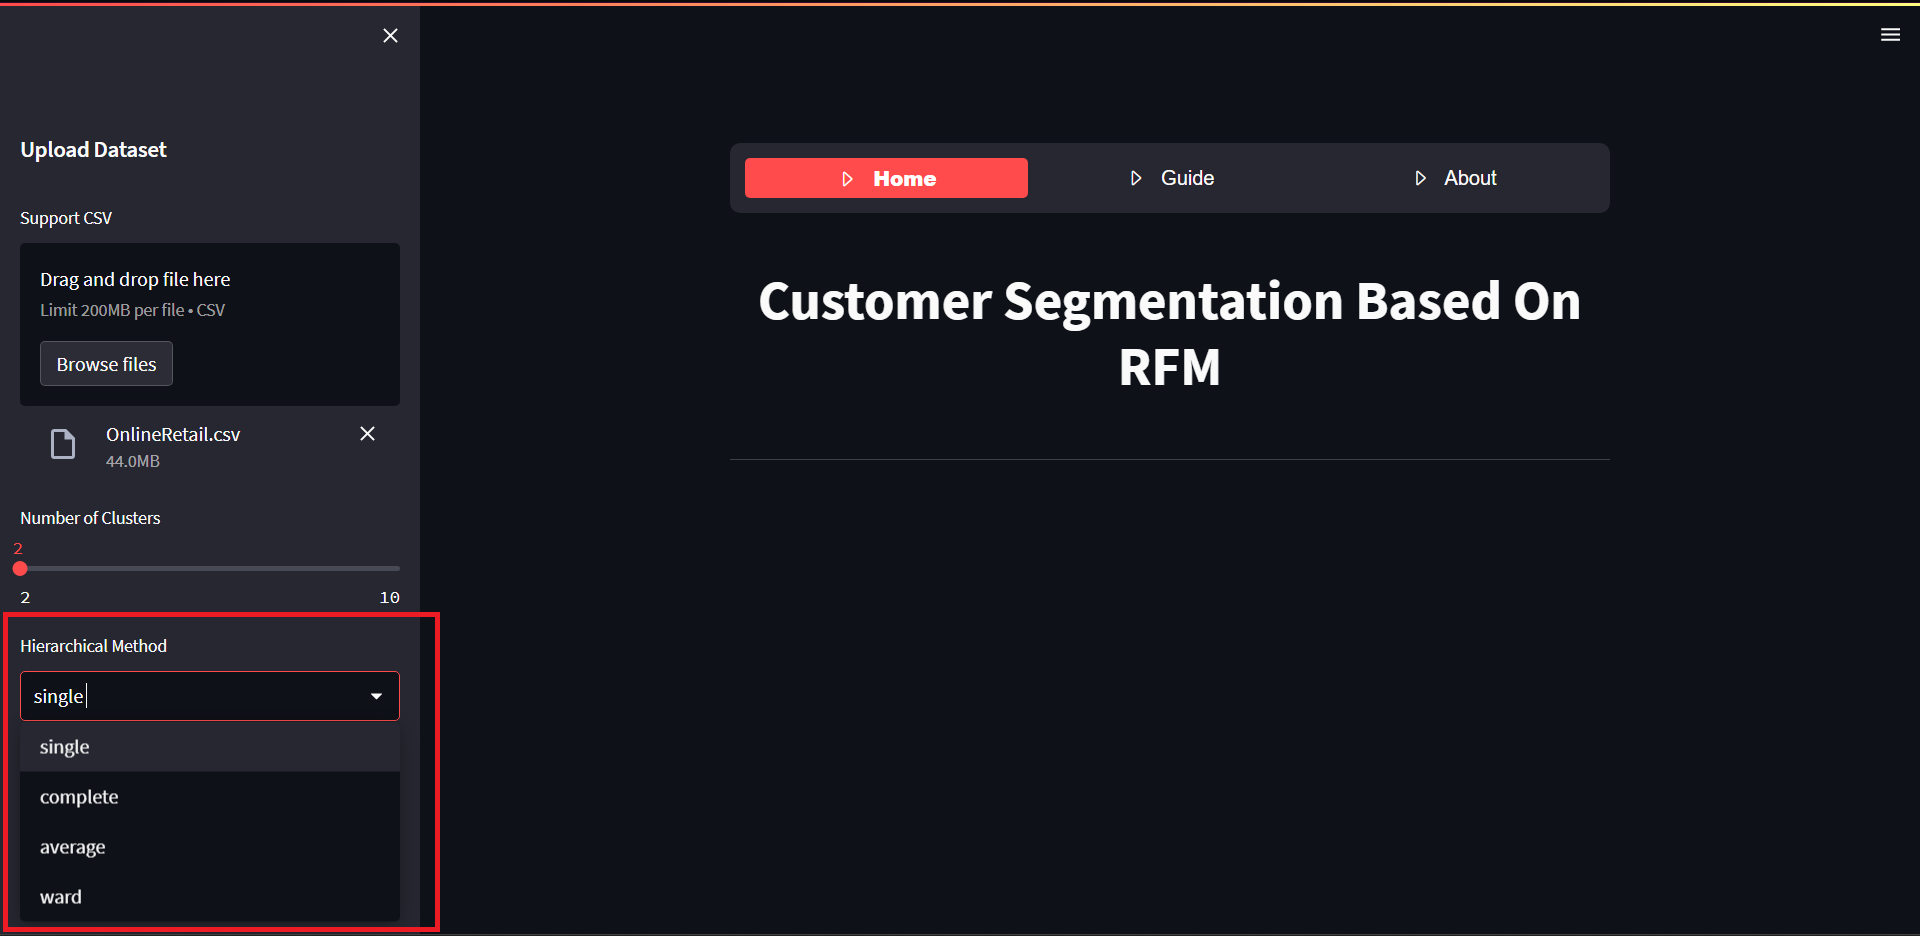 Upload Dataset
Support CSV
Drag and drop file here
Limit 200MB per file • CSV
Browse files
OnlineRetail.csv
44.0MB
Number of Clusters
2
2 10
Hierarchical Method
single
single
complete
average
ward
Home Guide About
Customer Segmentation Based On
RFM